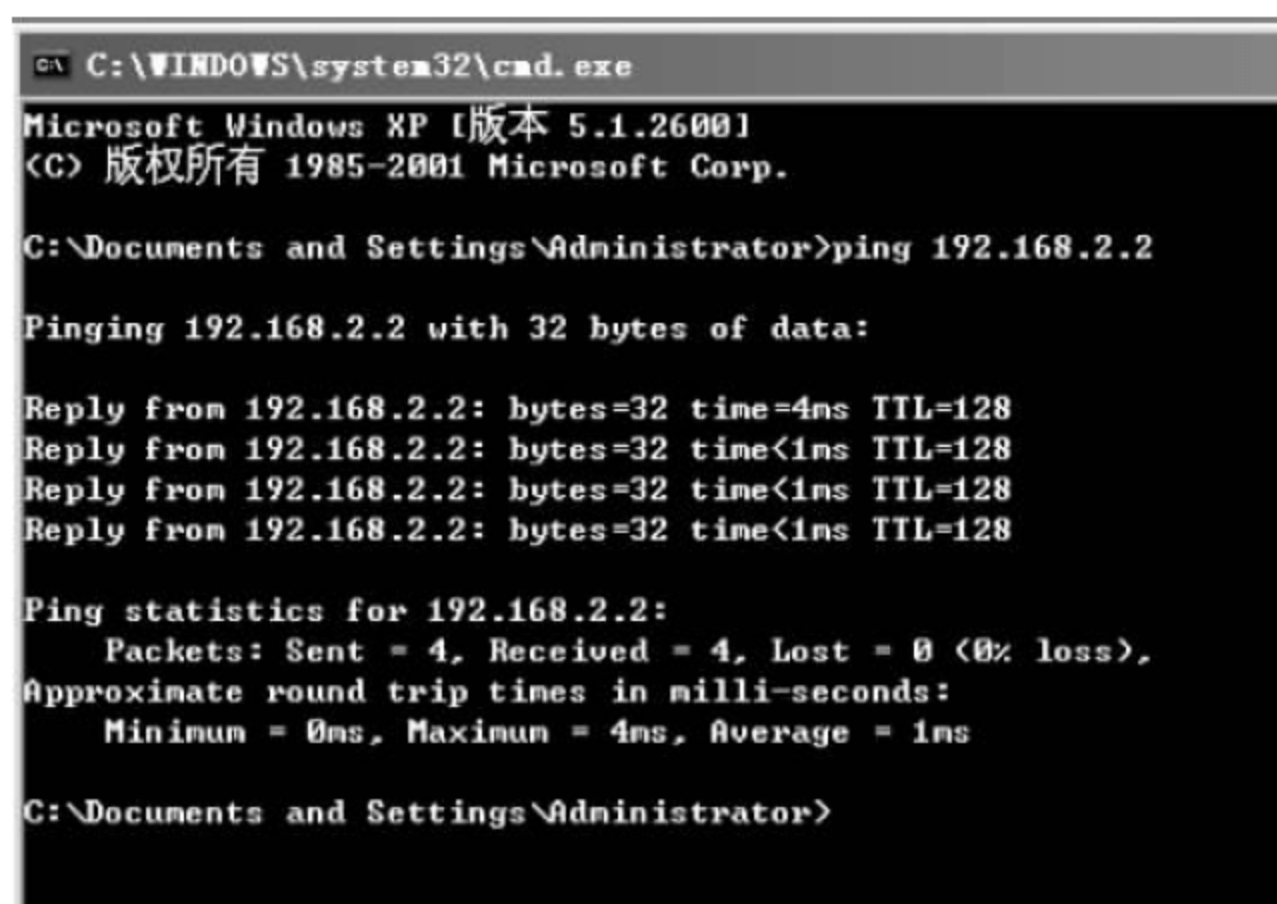 C:\WINDOWS\system32\cmd.exe
Microsoft Windows XP [版本 5.1.2600]
(C) 版权所有 1985-2001 Microsoft Corp.
C:\Documents and Settings\Administrator>ping 192.168.2.2
Pinging 192.168.2.2 with 32 bytes of data:
Reply from 192.168.2.2: bytes=32 time=4ms TTL=128
Reply from 192.168.2.2: bytes=32 time<1ms TTL=128
Reply from 192.168.2.2: bytes=32 time<1ms TTL=128
Reply from 192.168.2.2: bytes=32 time<1ms TTL=128
Ping statistics for 192.168.2.2:
Packets: Sent = 4, Received = 4, Lost = 0 (0% loss),
Approximate round trip times in milli-seconds:
Minimum = 0ms, Maximum = 4ms, Average = 1ms
C:\Documents and Settings\Administrator>